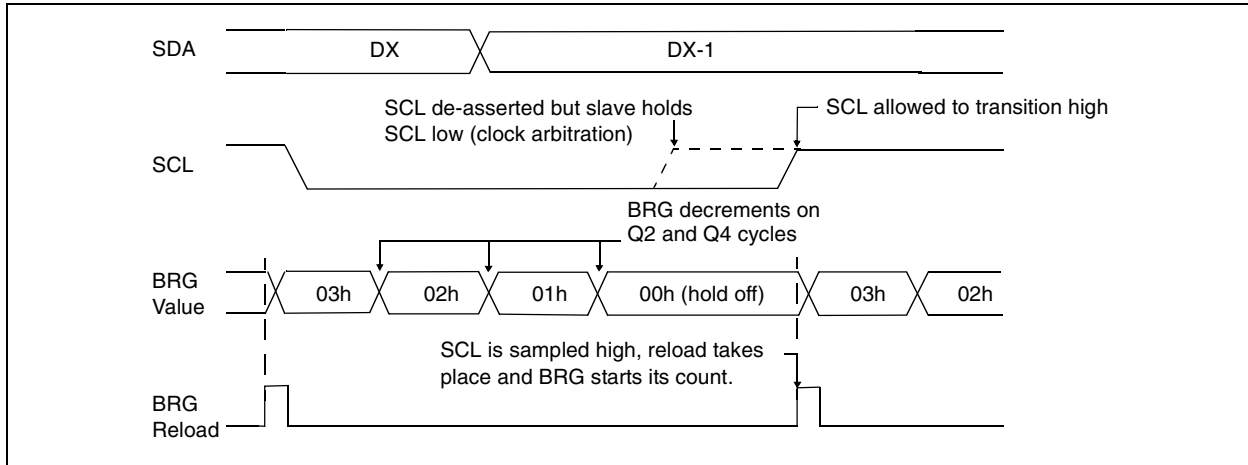 SDA
DX
DX-1
SCL de-asserted but slave holds
SCL low (clock arbitration)
SCL allowed to transition high
SCL
BRG decrements on
Q2 and Q4 cycles
BRG
Value
03h
02h
01h
00h (hold off)
03h
02h
SCL is sampled high, reload takes
place and BRG starts its count.
BRG
Reload